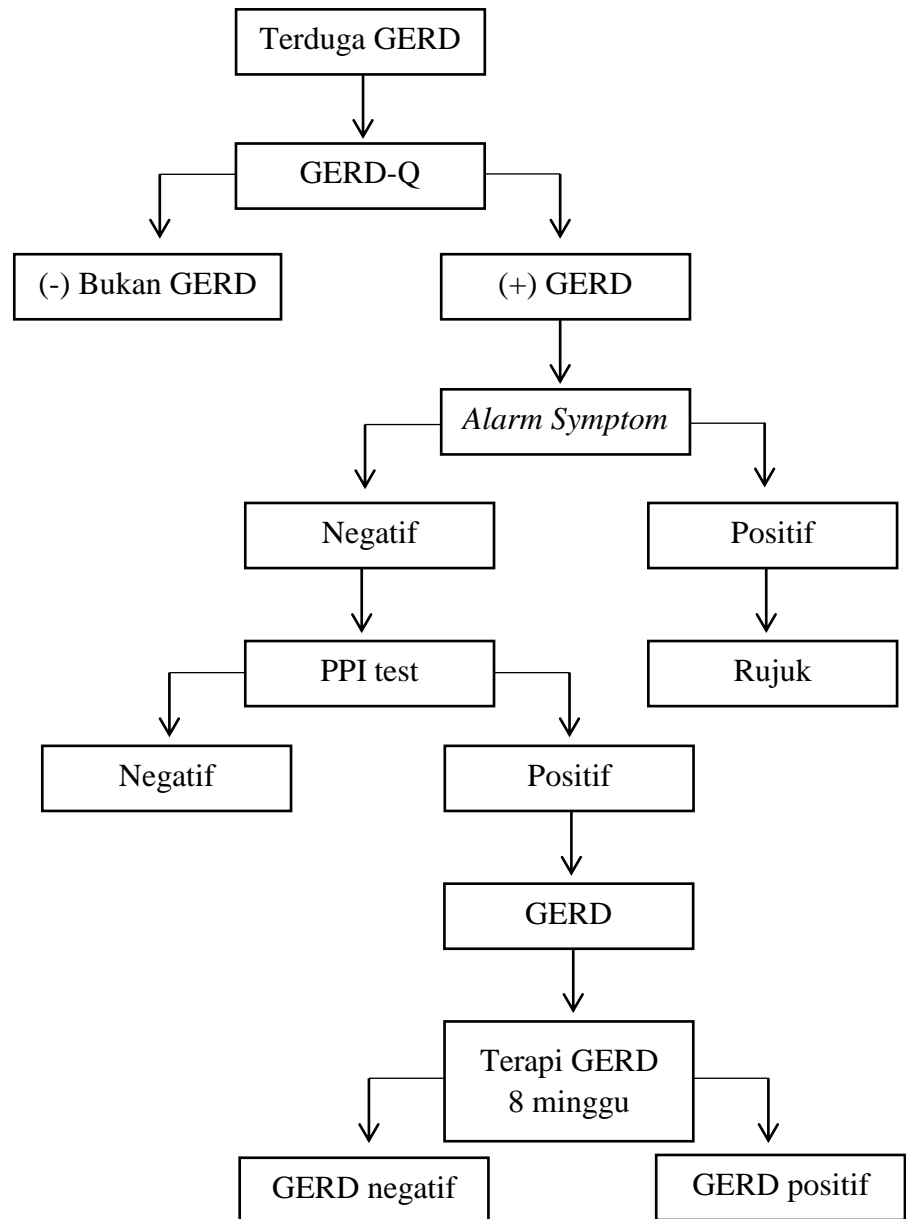 Terduga GERD
GERD-Q
(-) Bukan GERD
(+) GERD
Alarm Symptom
Negatif
Positif
PPI test
Rujuk
Negatif
Positif
GERD
Terapi GERD
8 minggu
GERD negatif
GERD positif